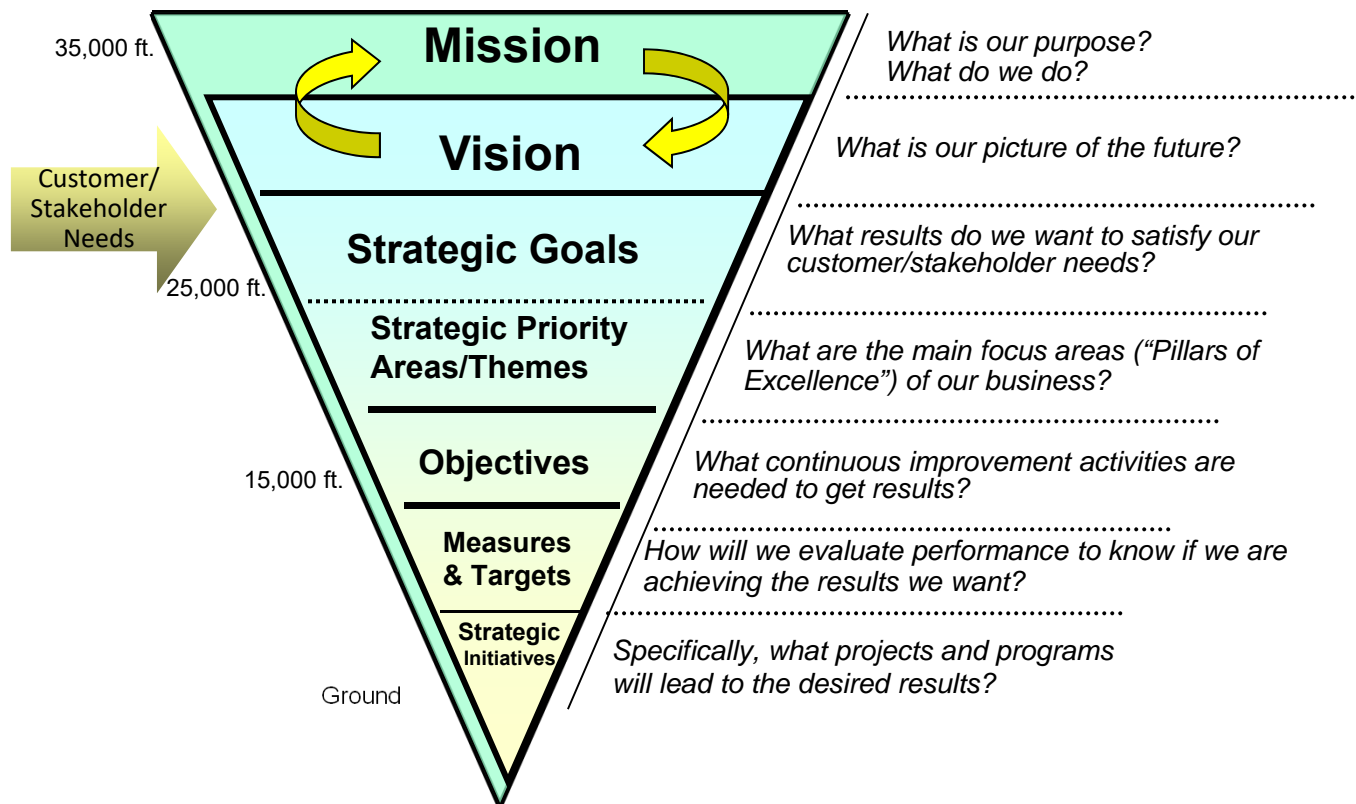 35,000 ft.
Mission
What is our purpose?
What do we do?
Vision
What is our picture of the future?
Customer/
Stakeholder
Needs
Strategic Goals
What results do we want to satisfy our
customer/stakeholder needs?
25,000 ft.
Strategic Priority
Areas/Themes
What are the main focus areas (“Pillars of
Excellence”) of our business?
15,000 ft.
Objectives
What continuous improvement activities are
needed to get results?
Measures
& Targets
How will we evaluate performance to know if we are
achieving the results we want?
Strategic
Initiatives
Specifically, what projects and programs
will lead to the desired results?
Ground